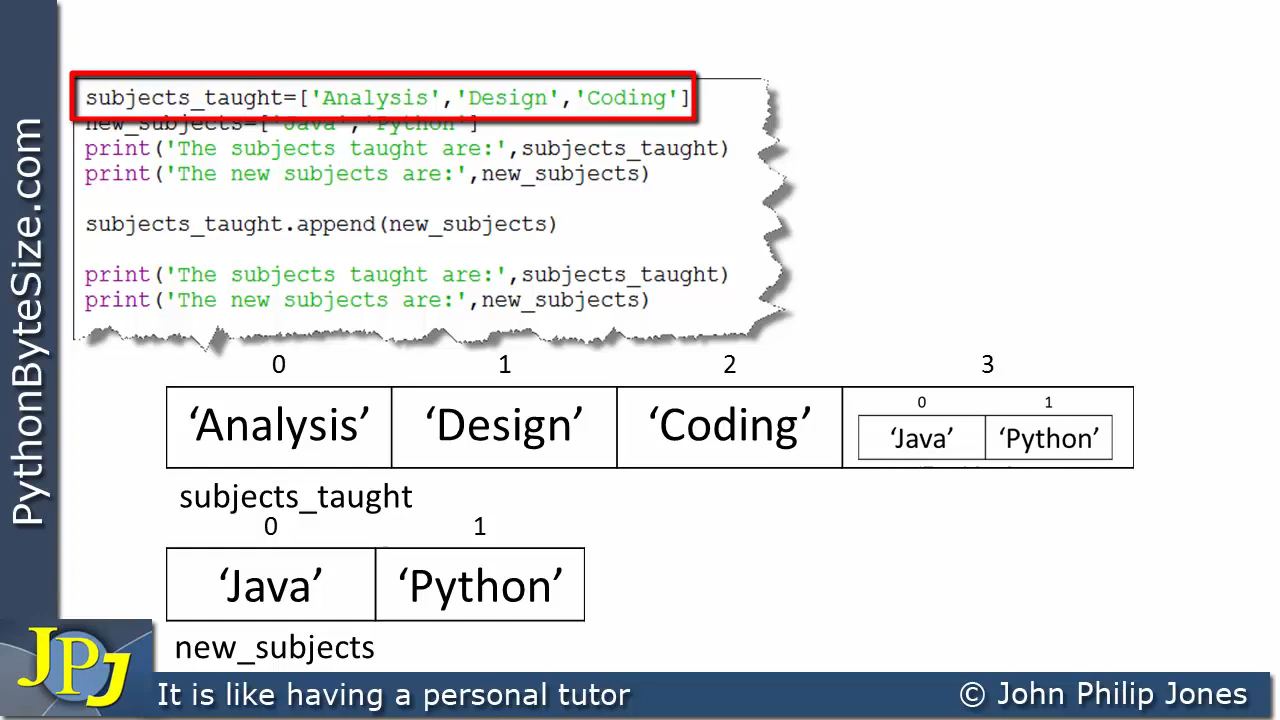 PythonByteSize.com
subjects_taught=['Analysis','Design','Coding']
new_subjects=['Java','Python']
print('The subjects taught are:',subjects_taught)
print('The new subjects are:',new_subjects)
subjects_taught.append(new_subjects)
print('The subjects taught are:',subjects_taught)
print('The new subjects are:',new_subjects)
0 1 2 3
‘Analysis’ ‘Design’ ‘Coding’
0 1
‘Java’ ‘Python’
subjects_taught
0 1
‘Java’ ‘Python’
new_subjects
JPJ
It is like having a personal tutor
© John Philip Jones